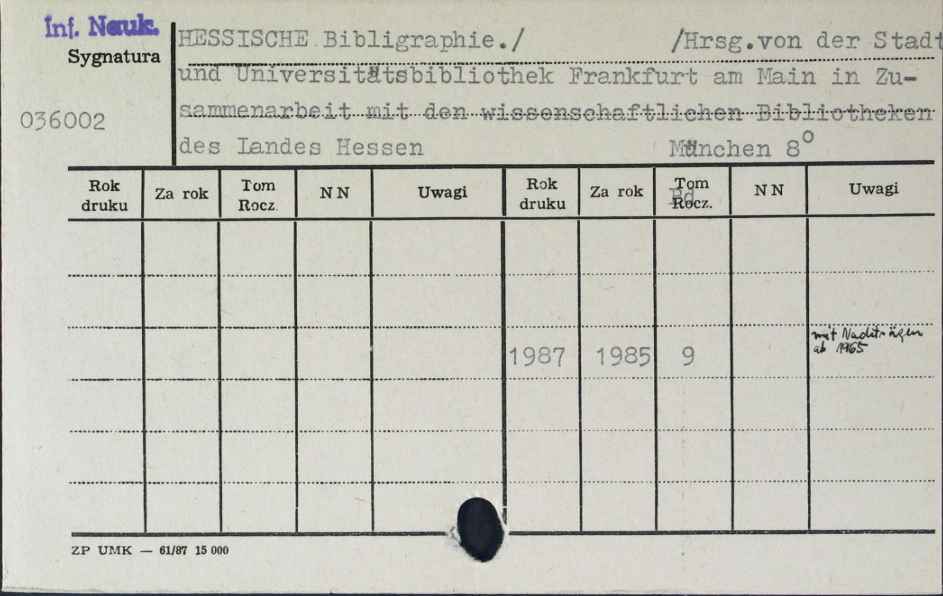 Inf. Nauk.
Sygnatura
036002
HESSISCHE Bibligraphie./ /Hrsg.von der Stadt
und Universitätsbibliothek Frankfurt am Main in Zu-
sammenarbeit mit den wissenschaftlichen Bibliotheken
des Landes Hessen München 8°
Rok druku Za rok Tom Rocz. NN Uwagi Rok druku Za rok Tom Rocz. Bd NN Uwagi
mit Nachträgen
ab 1965
1987 1985 9
ZP UMK — 61/87 15 000